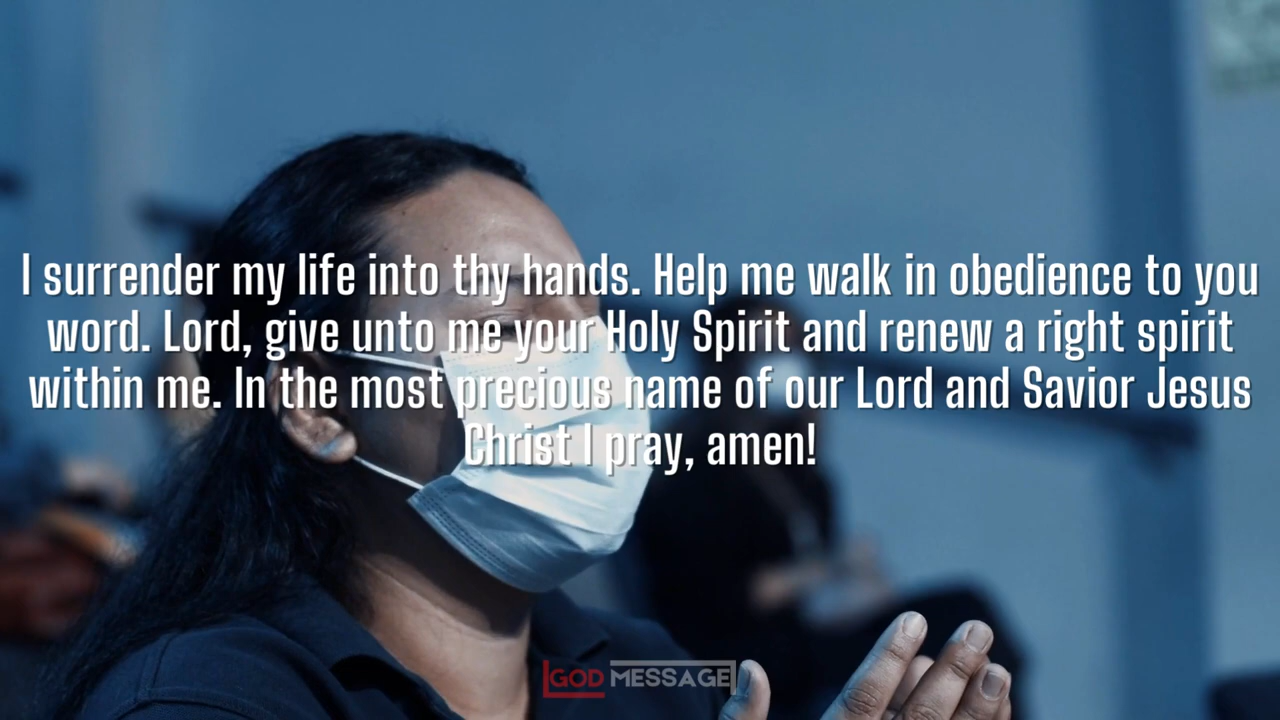 I surrender my life into thy hands. Help me walk in obedience to you
word. Lord, give unto me your Holy Spirit and renew a right spirit
within me. In the most precious name of our Lord and Savior Jesus
Christ I pray, amen!
GOD MESSAGE